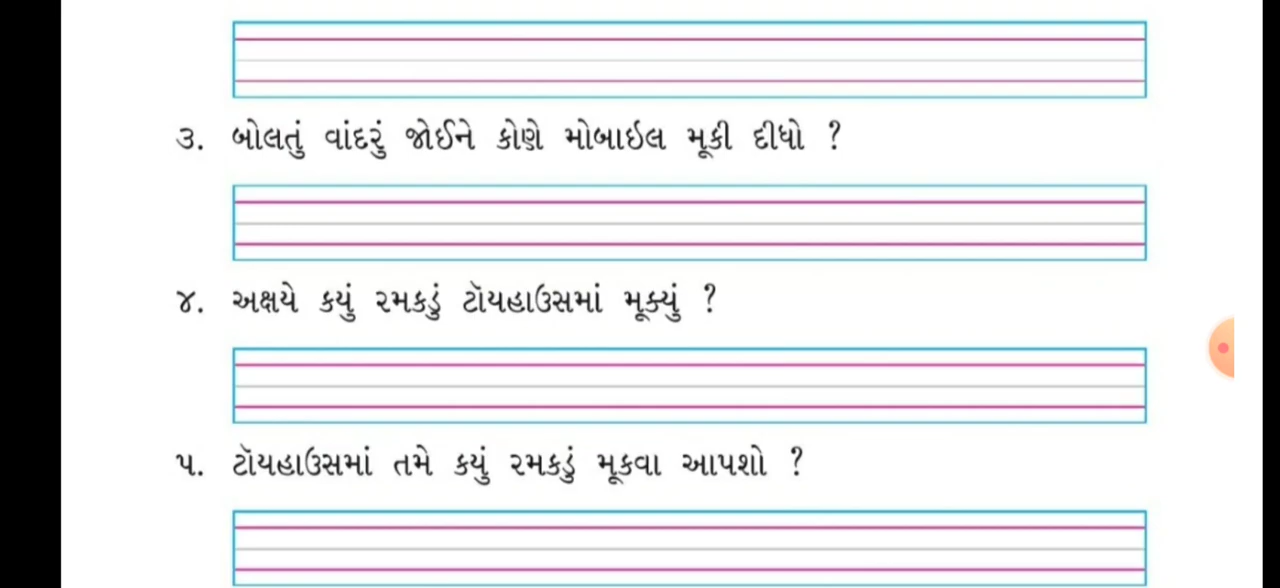 ૩. બોલતું વાંદરું જોઈને કોણે મોબાઇલ મૂકી દીધો ?
૪. અક્ષયે કયું રમકડું ટૉયહાઉસમાં મૂક્યું ?
૫. ટૉયહાઉસમાં તમે કયું રમકડું મૂકવા આપશો ?